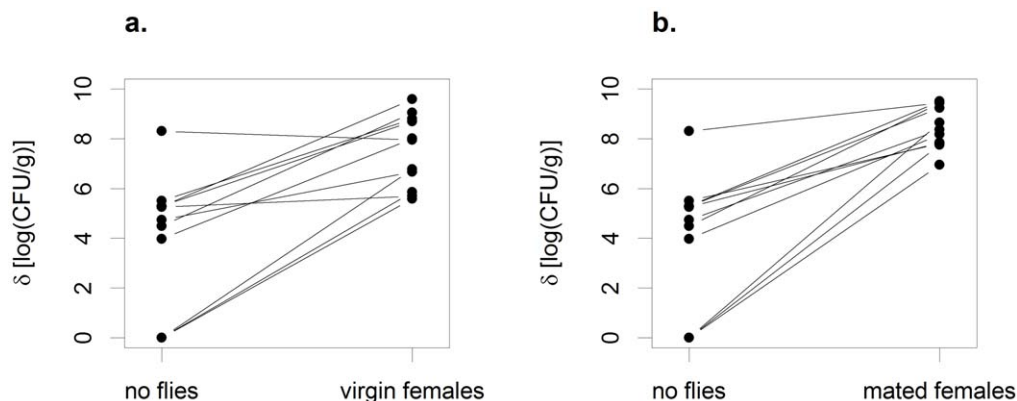 a.
δ [log(CFU/g)]
10
8
6
4
2
0
no flies
virgin females
b.
δ [log(CFU/g)]
10
8
6
4
2
0
no flies
mated females